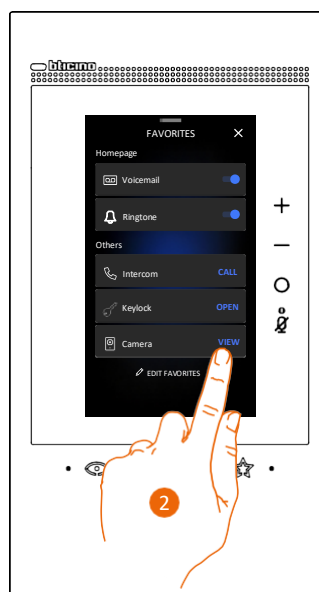 bticino
FAVORITES
Homepage
Voicemail
Ringtone
Others
Intercom CALL
Keylock OPEN
Camera VIEW
EDIT FAVORITES
2